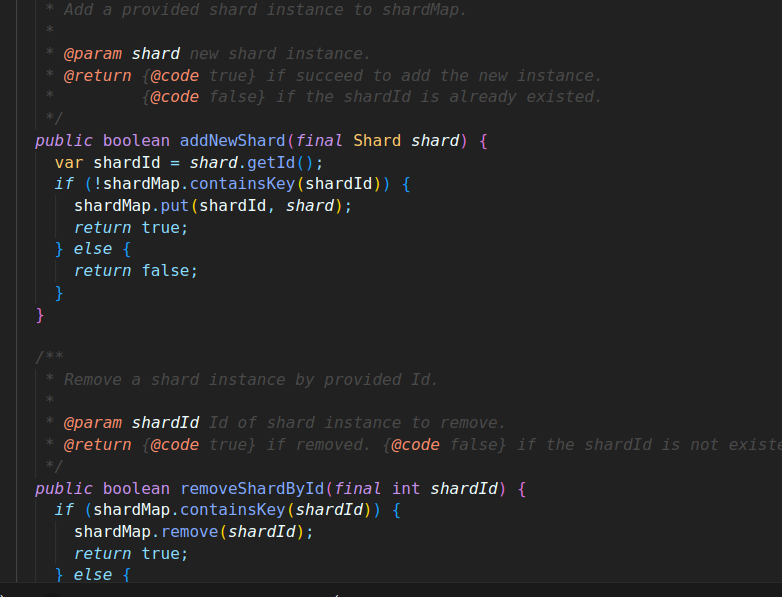 * Add a provided shard instance to shardMap.
*
* @param shard new shard instance.
* @return {@code true} if succeed to add the new instance.
*         {@code false} if the shardId is already existed.
*/
public boolean addNewShard(final Shard shard) {
  var shardId = shard.getId();
  if (!shardMap.containsKey(shardId)) {
    shardMap.put(shardId, shard);
    return true;
  } else {
    return false;
  }
}
/**
* Remove a shard instance by provided Id.
*
* @param shardId Id of shard instance to remove.
* @return {@code true} if removed. {@code false} if the shardId is not existe
*/
public boolean removeShardById(final int shardId) {
  if (shardMap.containsKey(shardId)) {
    shardMap.remove(shardId);
    return true;
  } else {